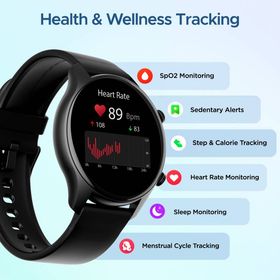 Health & Wellness Tracking
Heart Rate
89 Bpm
108 83
SpO2 Monitoring
Sedentary Alerts
Step & Calorie Tracking
Heart Rate Monitoring
Sleep Monitoring
Menstrual Cycle Tracking